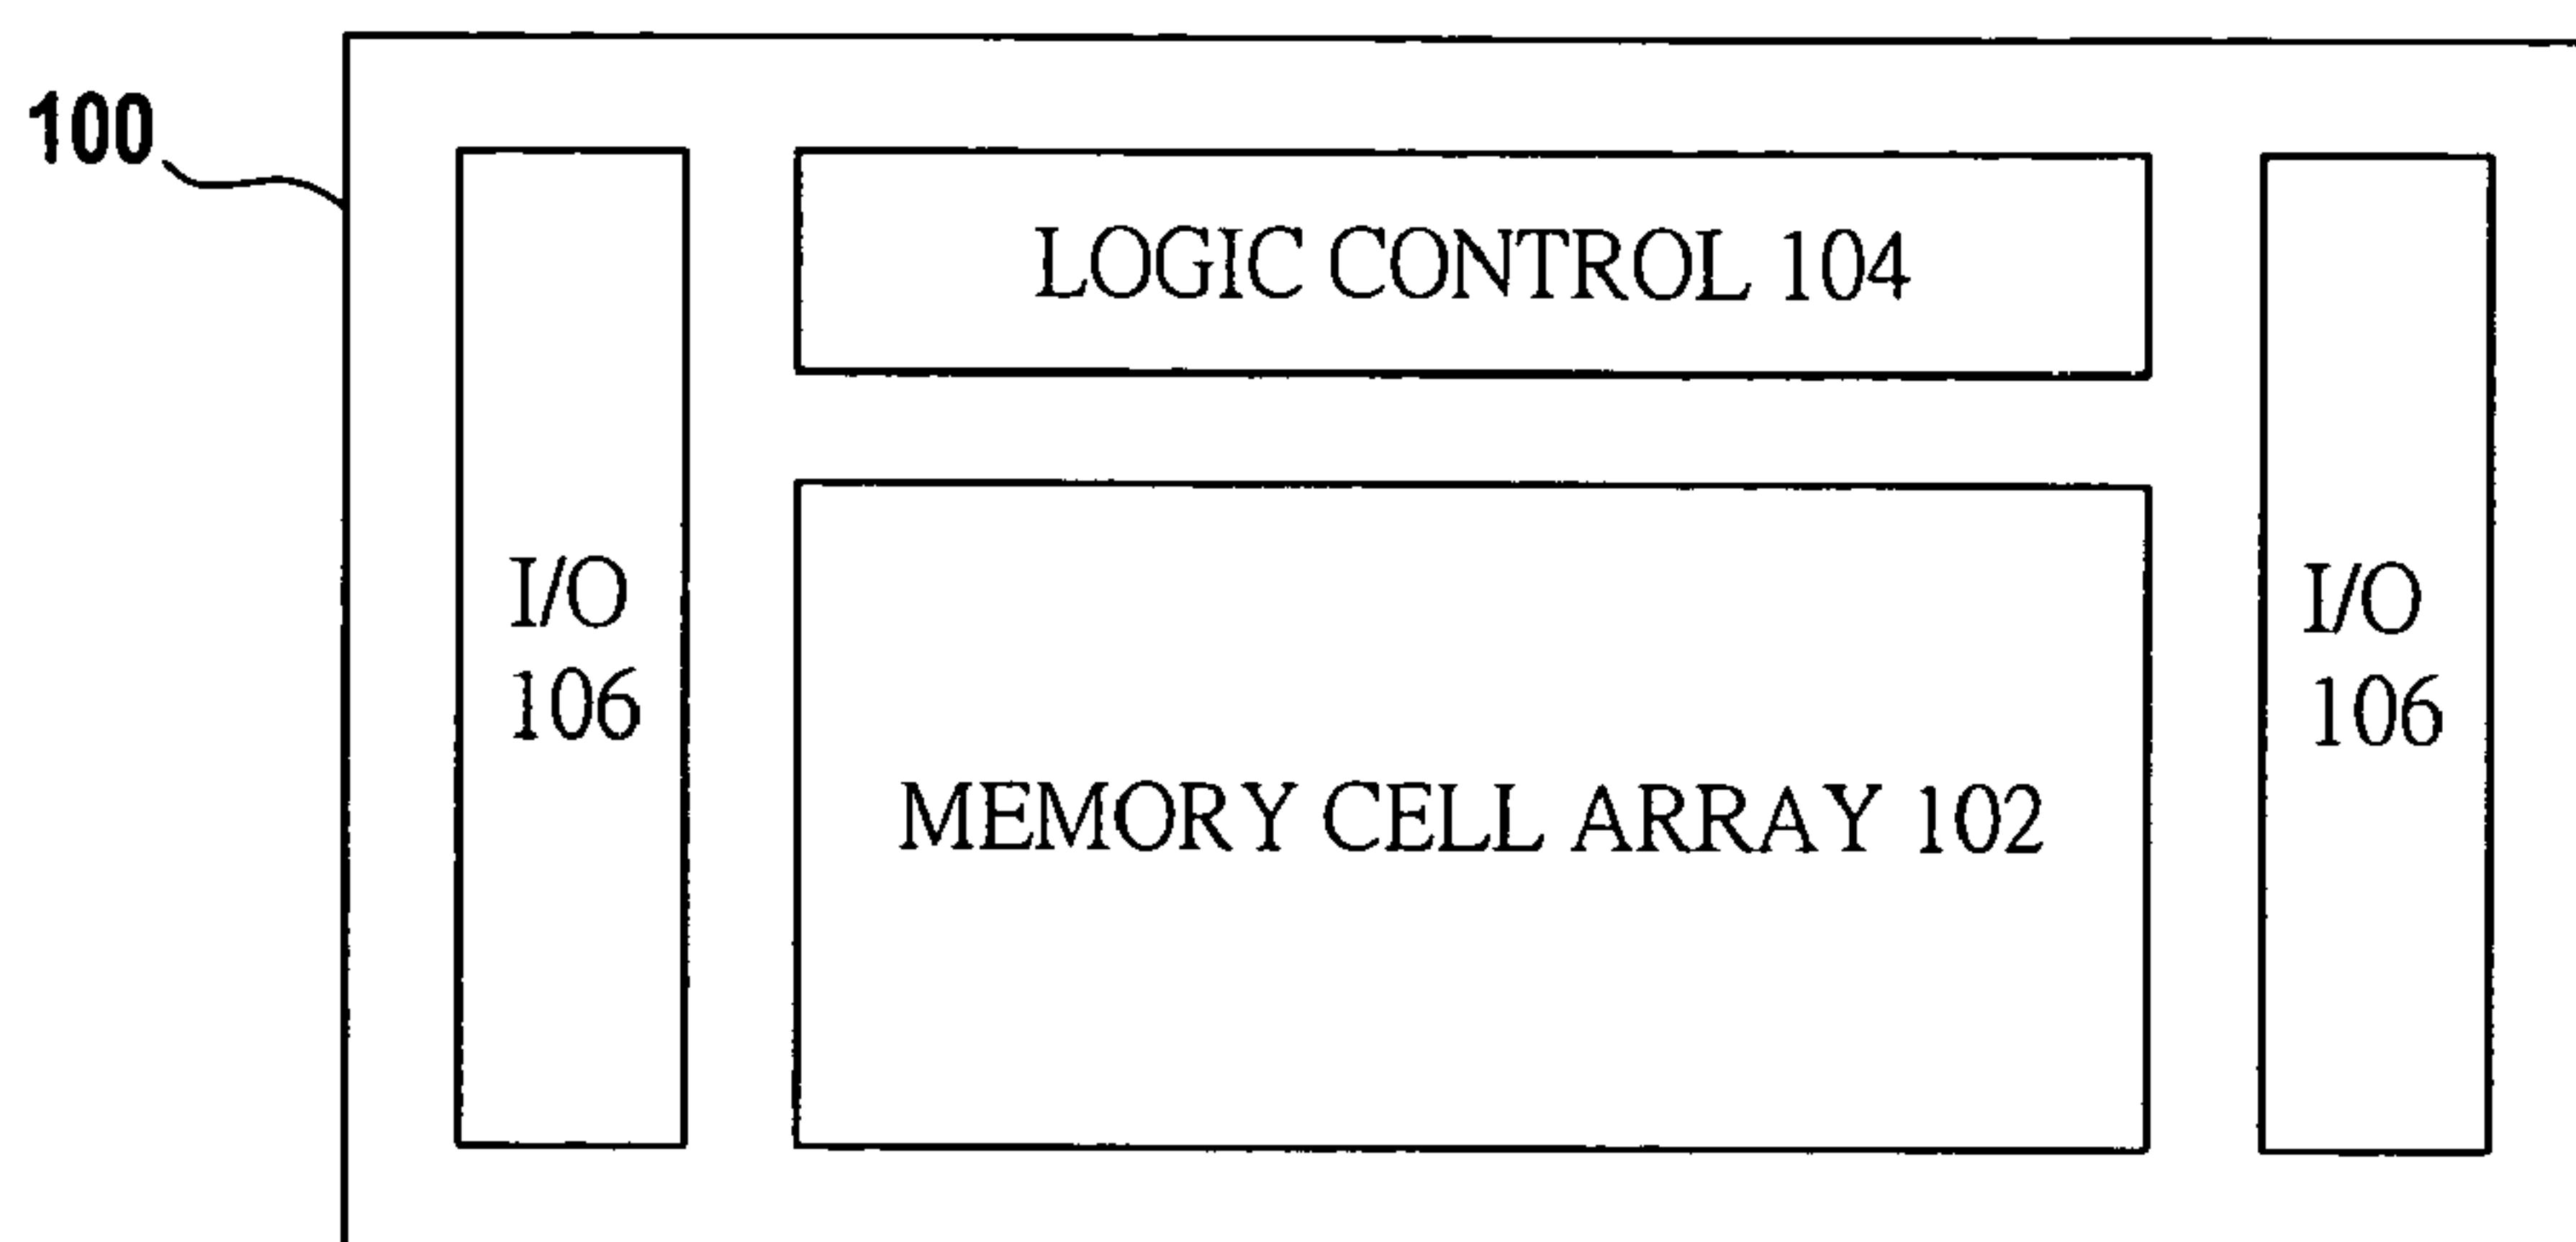 100
LOGIC CONTROL 104
I/O
106
I/O
106
MEMORY CELL ARRAY 102